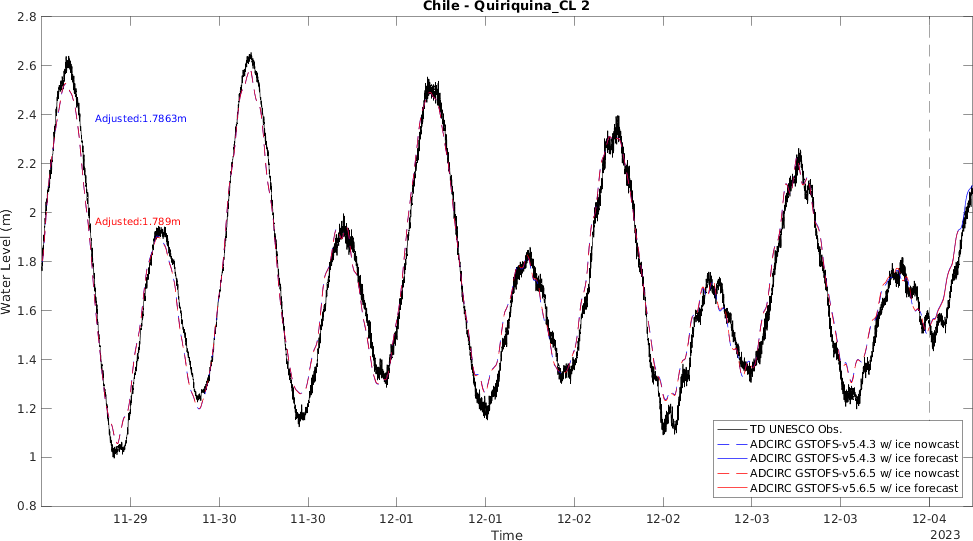 Chile - Quiriquina_CL 2
2.8
2.6
2.4
2.2
2
1.8
1.6
1.4
1.2
1
0.8
Water Level (m)
Adjusted:1.7863m
Adjusted:1.789m
TD UNESCO Obs.
ADCIRC GSTOFS-v5.4.3 w/ ice nowcast
ADCIRC GSTOFS-v5.4.3 w/ ice forecast
ADCIRC GSTOFS-v5.6.5 w/ ice nowcast
ADCIRC GSTOFS-v5.6.5 w/ ice forecast
11-29 11-30 11-30 12-01 12-01 12-02 12-02 12-03 12-03 12-04
2023
Time